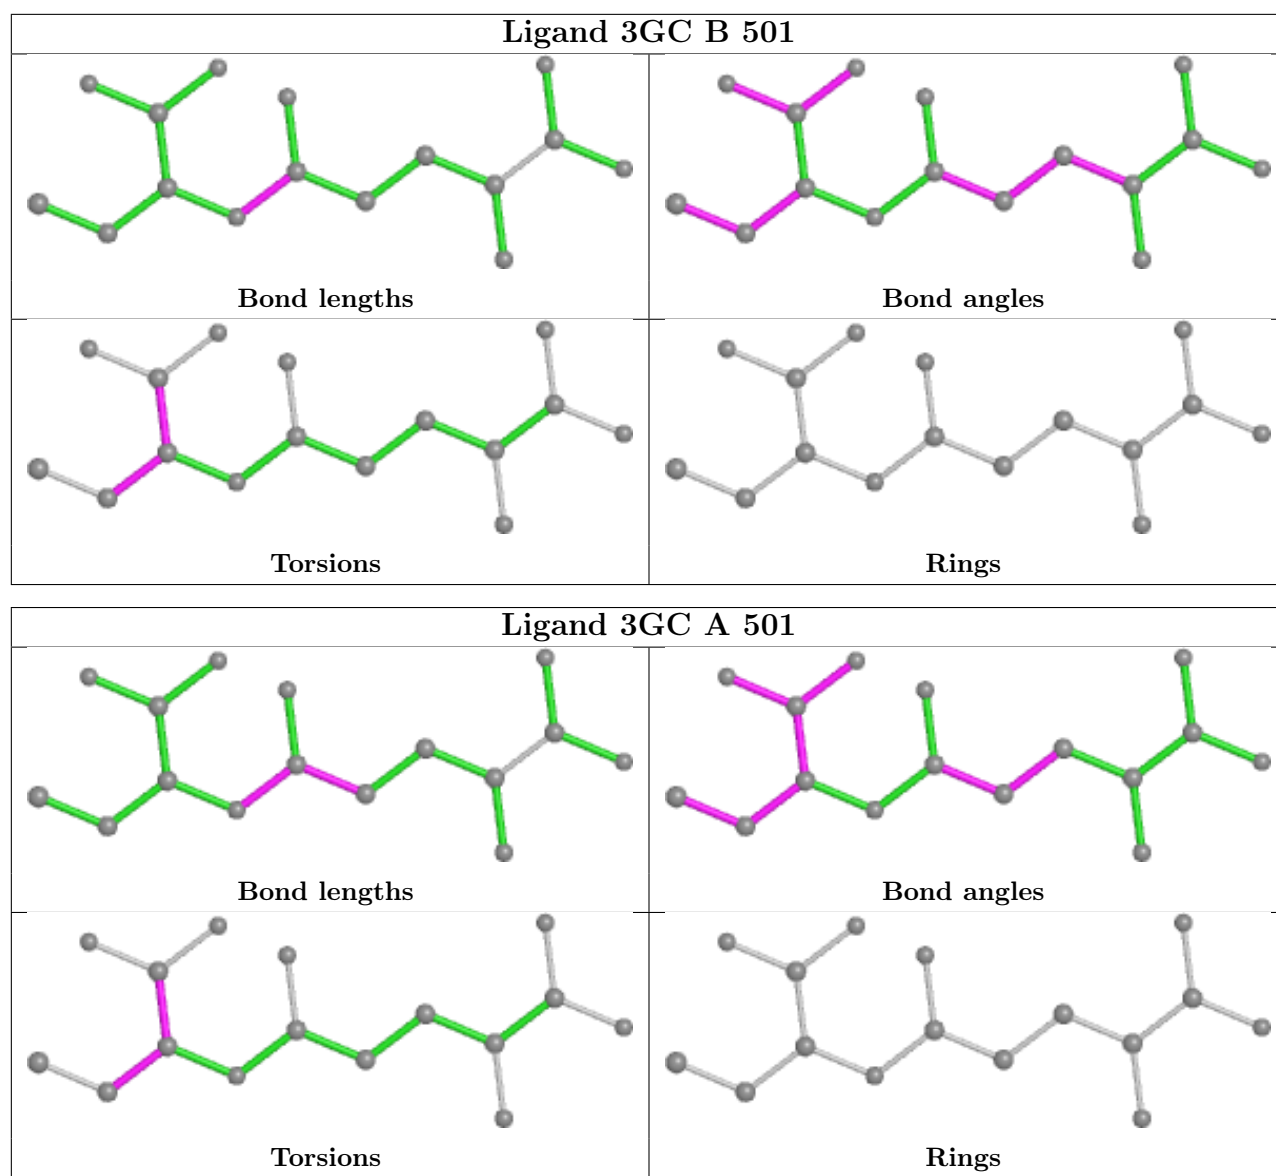 Ligand 3GC B 501
Bond lengths
Bond angles
Torsions
Rings
Ligand 3GC A 501
Bond lengths
Bond angles
Torsions
Rings